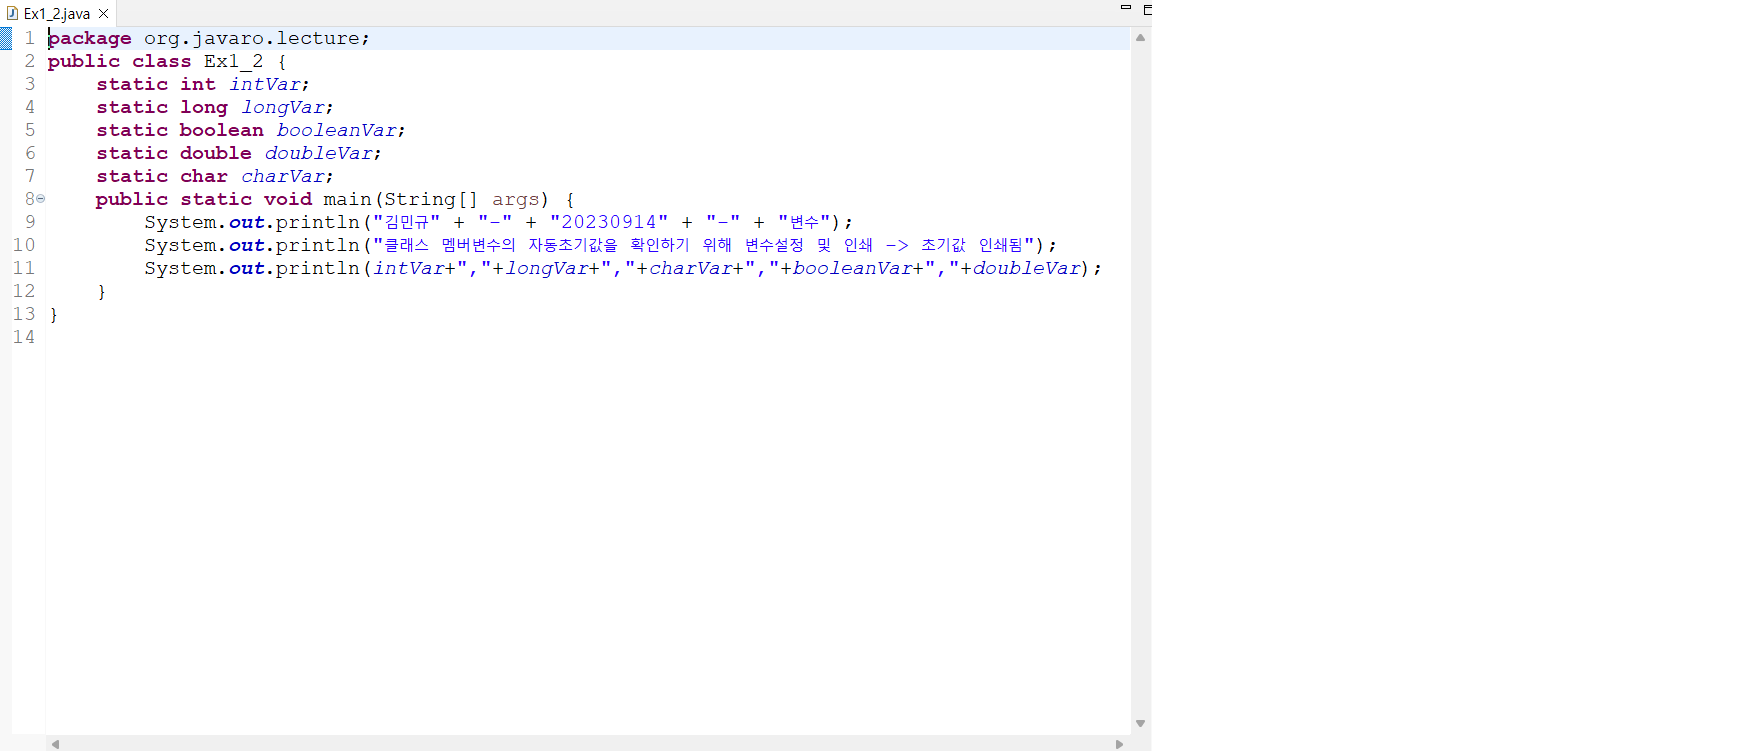 Ex1_2.java
1 package org.javaro.lecture;
2 public class Ex1_2 {
3     static int intVar;
4     static long longVar;
5     static boolean booleanVar;
6     static double doubleVar;
7     static char charVar;
8     public static void main(String[] args) {
9         System.out.println("김민규" + "-" + "20230914" + "-" + "변수");
10         System.out.println("클래스 멤버변수의 자동초기값을 확인하기 위해 변수설정 및 인쇄 -> 초기값 인쇄됨");
11         System.out.println(intVar+","+longVar+","+charVar+","+booleanVar+","+doubleVar);
12     }
13 }
14